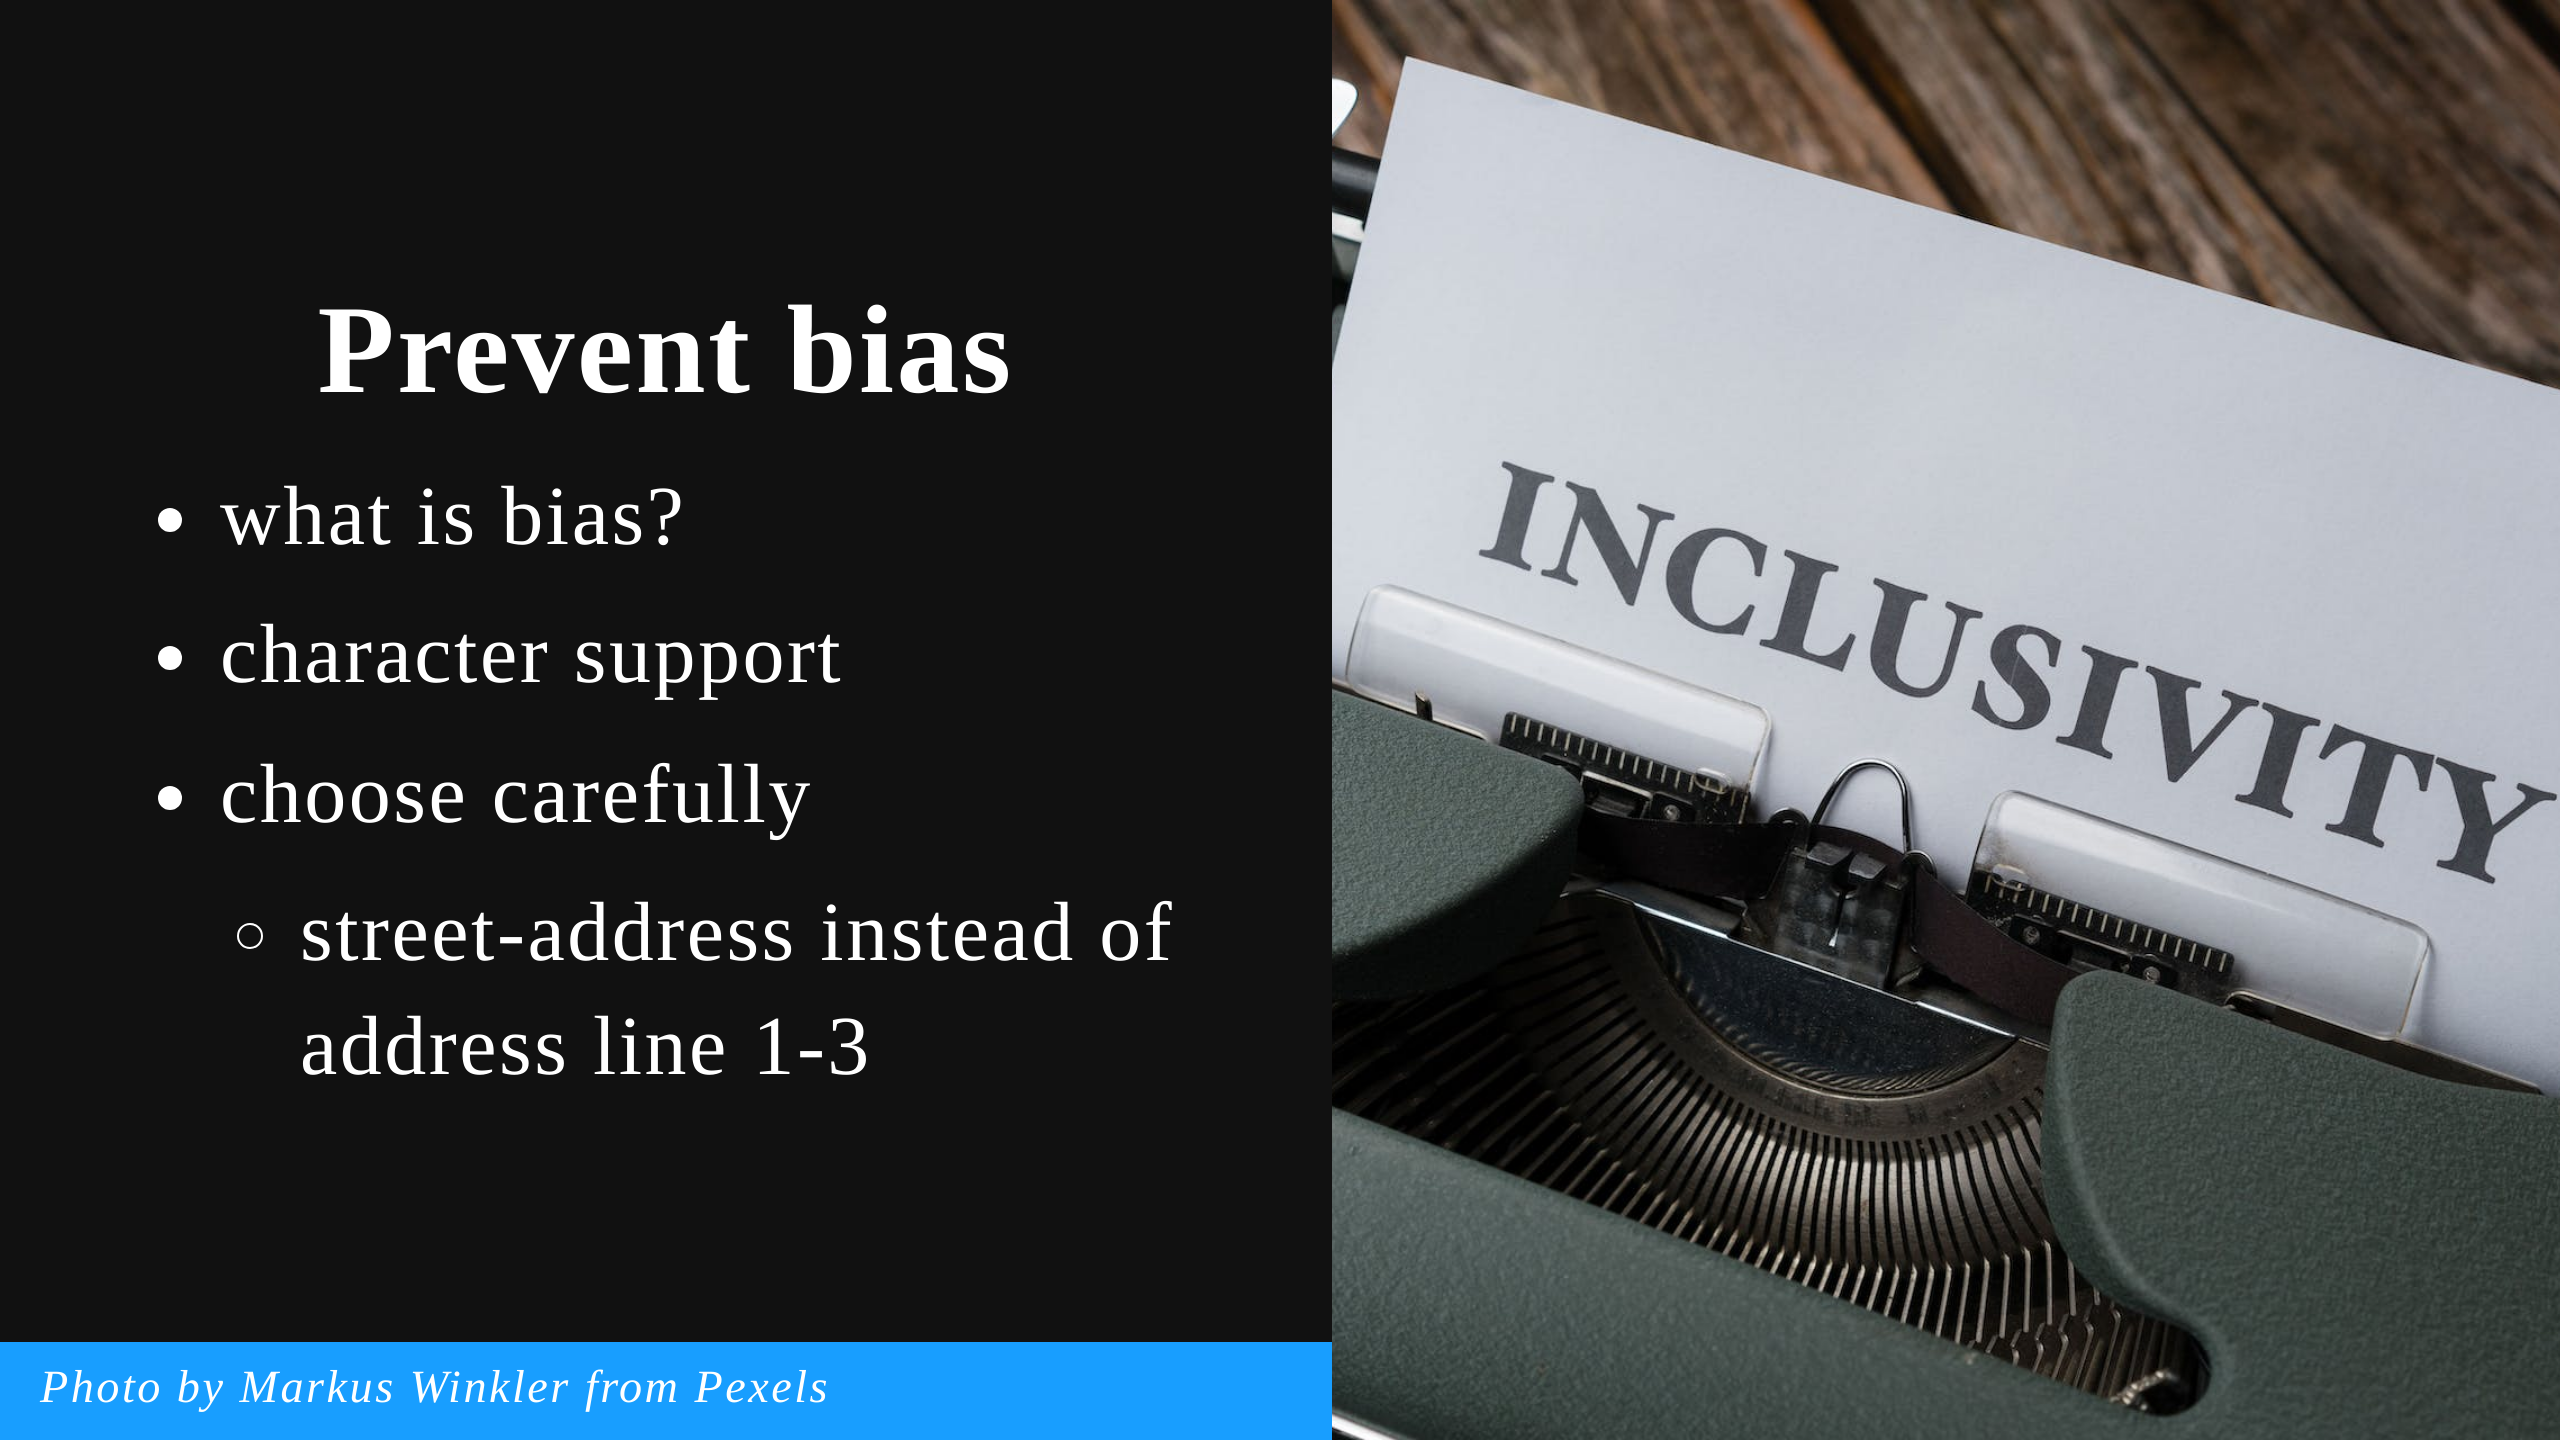 Prevent bias
what is bias?
character support
choose carefully
street-address instead of
address line 1-3
Photo by Markus Winkler from Pexels
INCLUSIVITY